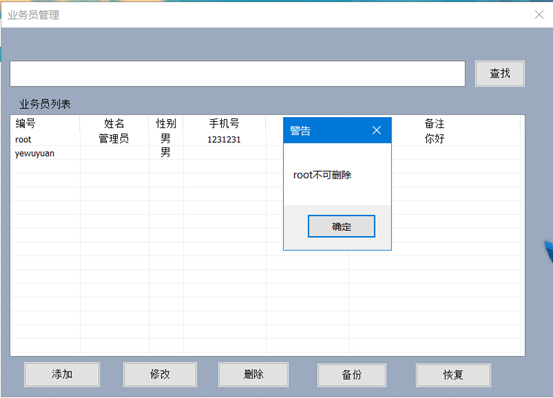 业务员管理
查找
业务员列表
编号 姓名 性别 手机号 备注
root 管理员 男 1231231 你好
yewuyuan 男
警告
root不可删除
确定
添加 修改 删除 备份 恢复